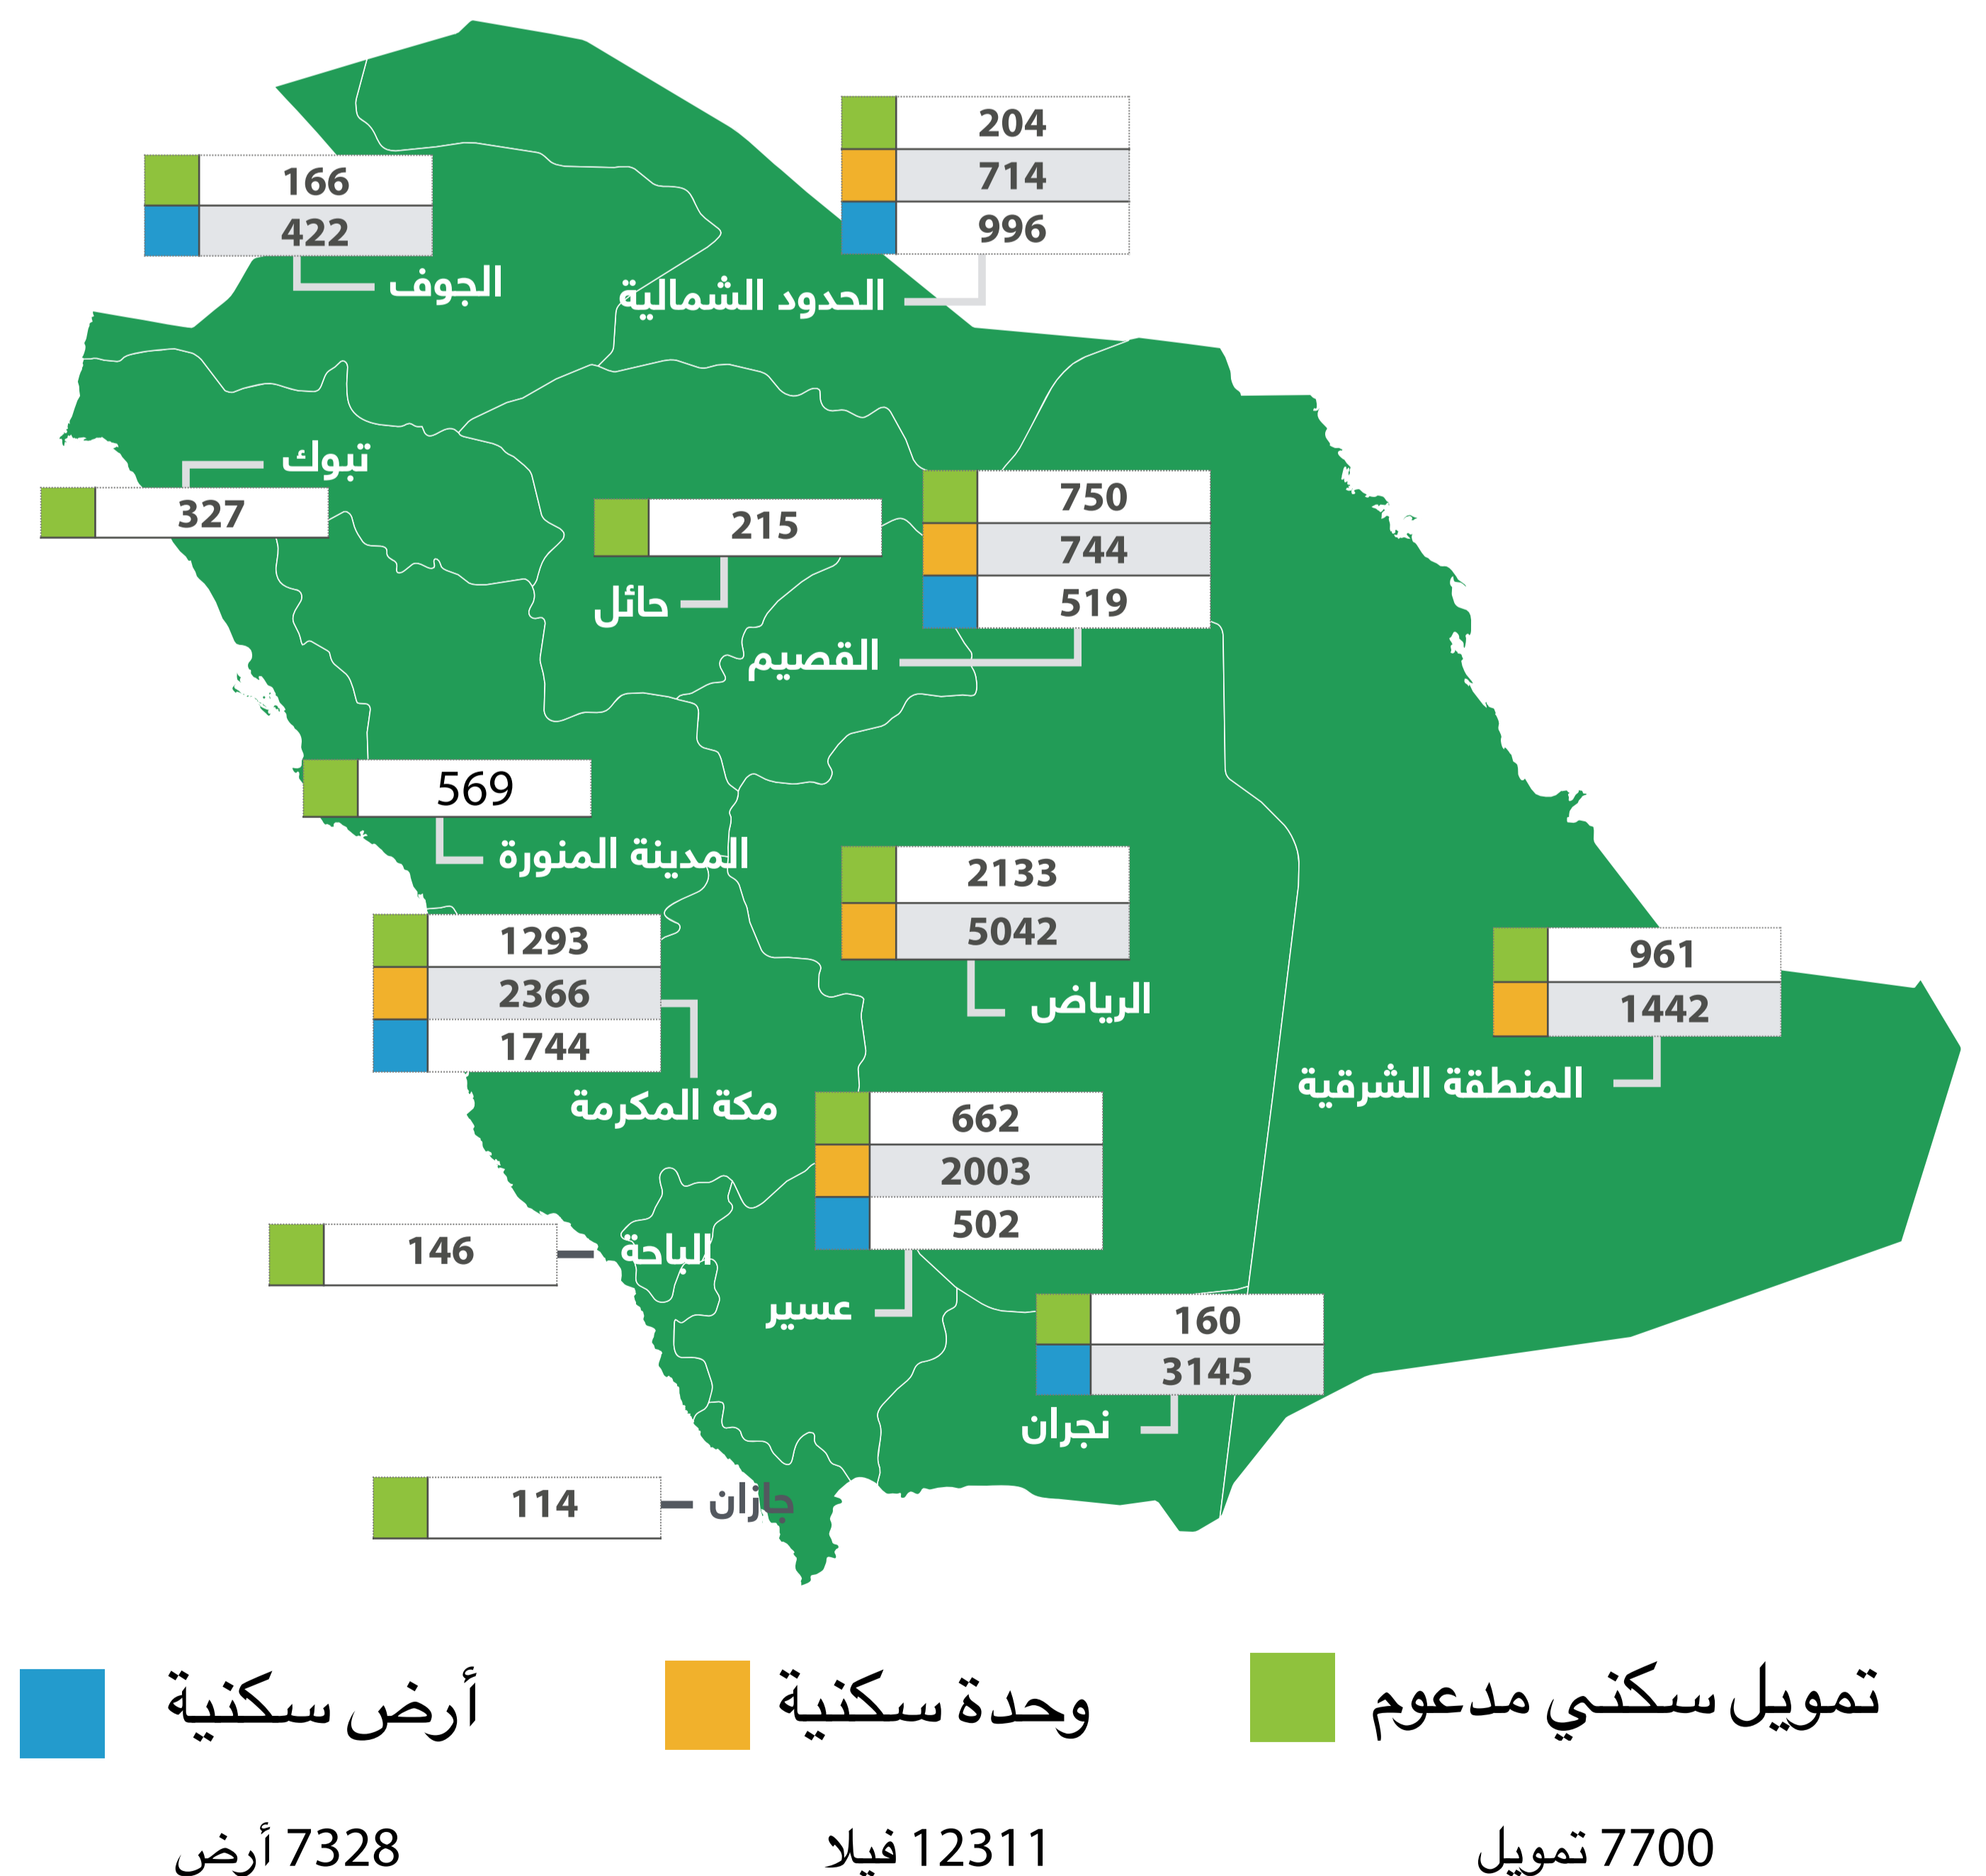 204
714
996
الحدود الشمالية
166
422
الجوف
تبوك
327
215
حائل
750
744
519
القصيم
569
المدينة المنورة
2133
5042
الرياض
961
1442
المنطقة الشرقية
1293
2366
1744
مكة المكرمة
662
2003
502
عسير
146
الباحة
160
3145
نجران
114
جازان
تمويل سكني مدعوم
وحدة سكنية
أرض سكنية
7700 تمويل
12311 فيلا
7328 أرض